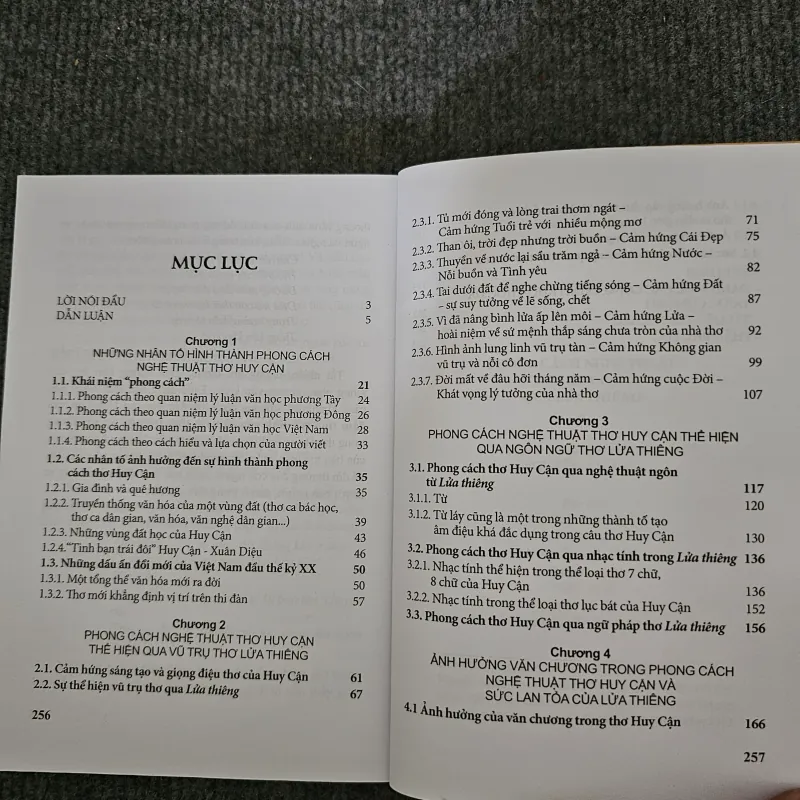 MỤC LỤC
LỜI NÓI ĐẦU 3
DẪN LUẬN 5
Chương 1
NHỮNG NHÂN TỐ HÌNH THÀNH PHONG CÁCH
NGHỆ THUẬT THƠ HUY CẬN
1.1. Khái niệm “phong cách” 21
1.1.1. Phong cách theo quan niệm lý luận văn học phương Tây 24
1.1.2. Phong cách theo quan niệm lý luận văn học phương Đông 26
1.1.3. Phong cách theo quan niệm lý luận văn học Việt Nam 28
1.1.4. Phong cách theo cách hiểu và lựa chọn của người viết 33
1.2. Các nhân tố ảnh hưởng đến sự hình thành phong
cách thơ Huy Cận 35
1.2.1. Gia đình và quê hương 35
1.2.2. Truyền thống văn hóa của một vùng đất (thơ ca bác học,
thơ ca dân gian, văn hóa, văn nghệ dân gian...) 39
1.2.3. Những vùng đất học của Huy Cận 43
1.2.4.“Tình bạn trái đôi” Huy Cận - Xuân Diệu 46
1.3. Những dấu ấn đổi mới của Việt Nam đầu thế kỷ XX 50
1.3.1. Một tổng thể văn hóa mới ra đời 50
1.3.2. Thơ mới khẳng định vị trí trên thi đàn 57
Chương 2
PHONG CÁCH NGHỆ THUẬT THƠ HUY CẬN
THỂ HIỆN QUA VŨ TRỤ THƠ LỬA THIÊNG
2.1. Cảm hứng sáng tạo và giọng điệu thơ của Huy Cận 61
2.2. Sự thể hiện vũ trụ thơ qua Lửa thiêng 67
256
2.3.1. Tủ mới đóng và lòng trai thơm ngát –
Cảm hứng Tuổi trẻ với nhiều mộng mơ 71
2.3.2. Than ôi, trời đẹp nhưng trời buồn – Cảm hứng Cái Đẹp 75
2.3.3. Thuyền về nước lại sầu trăm ngả – Cảm hứng Nước –
Nỗi buồn và Tình yêu 82
2.3.4. Tai dưới đất để nghe chừng tiếng sóng – Cảm hứng Đất
– sự suy tưởng về lẽ sống, chết 87
2.3.5. Vì đã nâng bình lửa ấp lên môi – Cảm hứng Lửa –
hoài niệm về sứ mệnh thắp sáng chưa tròn của nhà thơ 92
2.3.6. Hình ảnh lung linh vũ trụ tàn – Cảm hứng Không gian
vũ trụ và nỗi cô đơn 99
2.3.7. Đời mất về đâu hỡi tháng năm – Cảm hứng cuộc Đời –
Khát vọng lý tưởng của nhà thơ 107
Chương 3
PHONG CÁCH NGHỆ THUẬT THƠ HUY CẬN THỂ HIỆN
QUA NGÔN NGỮ THƠ LỬA THIÊNG
3.1. Phong cách thơ Huy Cận qua nghệ thuật ngôn
từ Lửa thiêng 117
3.1.1. Từ 120
3.1.2. Từ láy cũng là một trong những thành tố tạo
âm điệu khá đắc dụng trong câu thơ Huy Cận 130
3.2. Phong cách thơ Huy Cận qua nhạc tính trong Lửa thiêng 136
3.2.1. Nhạc tính thể hiện trong thể loại thơ 7 chữ,
8 chữ của Huy Cận 136
3.2.2. Nhạc tính trong thể loại thơ lục bát của Huy Cận 152
3.3. Phong cách thơ Huy Cận qua ngữ pháp thơ Lửa thiêng 156
Chương 4
ẢNH HƯỞNG VĂN CHƯƠNG TRONG PHONG CÁCH
NGHỆ THUẬT THƠ HUY CẬN VÀ
SỨC LAN TỎA CỦA LỬA THIÊNG
4.1 Ảnh hưởng của văn chương trong thơ Huy Cận 166
257